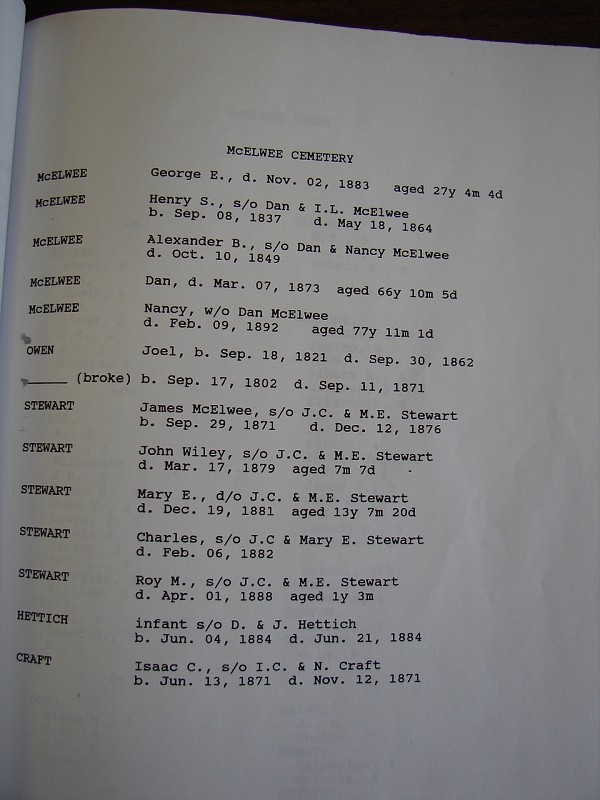 McELWEE CEMETERY
McELWEE George E., d. Nov. 02, 1883 aged 27y 4m 4d
McELWEE Henry S., s/o Dan & I.L. McElwee
b. Sep. 08, 1837 d. May 18, 1864
McELWEE Alexander B., s/o Dan & Nancy McElwee
d. Oct. 10, 1849
McELWEE Dan, d. Mar. 07, 1873 aged 66y 10m 5d
McELWEE Nancy, w/o Dan McElwee
d. Feb. 09, 1892 aged 77y 11m 1d
OWEN Joel, b. Sep. 18, 1821 d. Sep. 30, 1862
_____ (broke) b. Sep. 17, 1802 d. Sep. 11, 1871
STEWART James McElwee, s/o J.C. & M.E. Stewart
b. Sep. 29, 1871 d. Dec. 12, 1876
STEWART John Wiley, s/o J.C. & M.E. Stewart
d. Mar. 17, 1879 aged 7m 7d
STEWART Mary E., d/o J.C. & M.E. Stewart
d. Dec. 19, 1881 aged 13y 7m 20d
STEWART Charles, s/o J.C & Mary E. Stewart
d. Feb. 06, 1882
STEWART Roy M., s/o J.C. & M.E. Stewart
d. Apr. 01, 1888 aged 1y 3m
HETTICH infant s/o D. & J. Hettich
b. Jun. 04, 1884 d. Jun. 21, 1884
CRAFT Isaac C., s/o I.C. & N. Craft
b. Jun. 13, 1871 d. Nov. 12, 1871